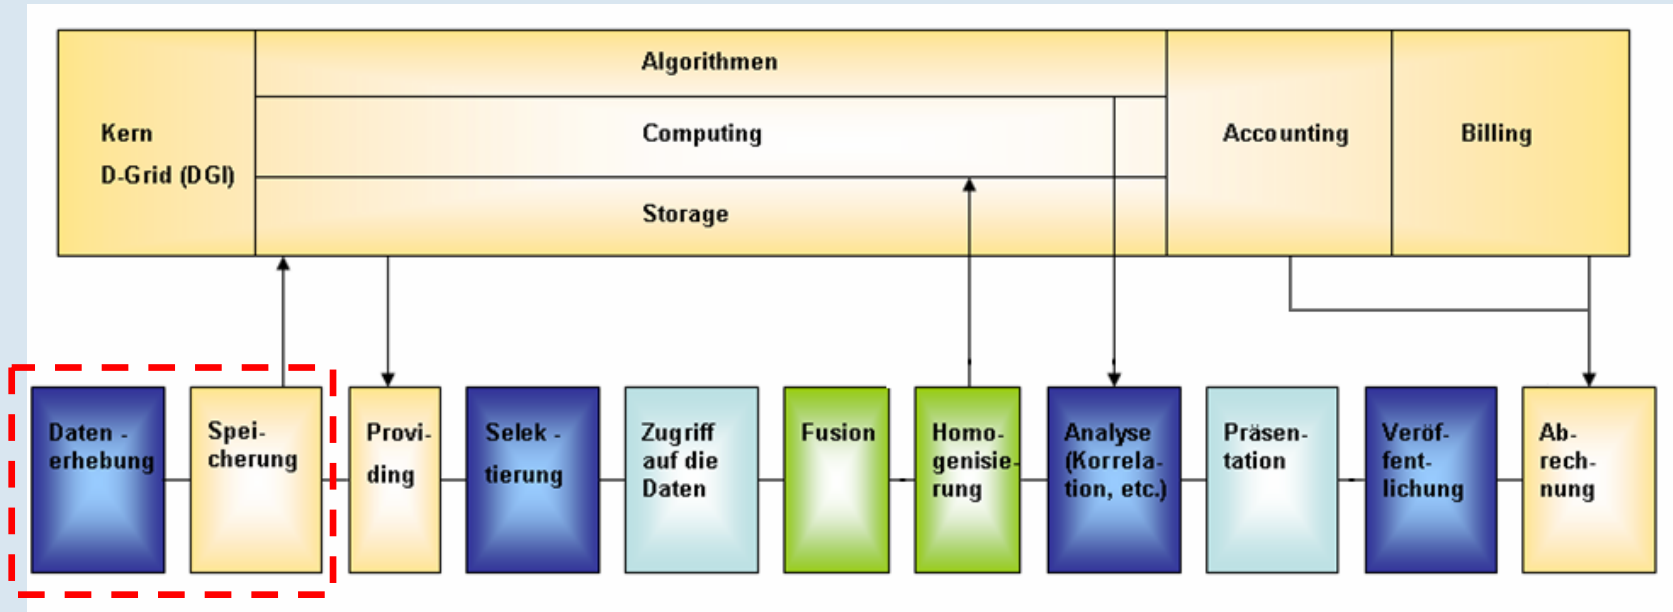 Algorithmen
Kern
D-Grid (DGI)
Computing
Accounting
Billing
Storage
Daten -
erhebung
Spei-
cherung
Provi-
ding
Selek -
tierung
Zugriff
auf die
Daten
Fusion
Homo-
genisie-
rung
Analyse
(Korrela-
tion, etc.)
Präsen-
tation
Veröf-
fent-
lichung
Ab-
rech-
nung